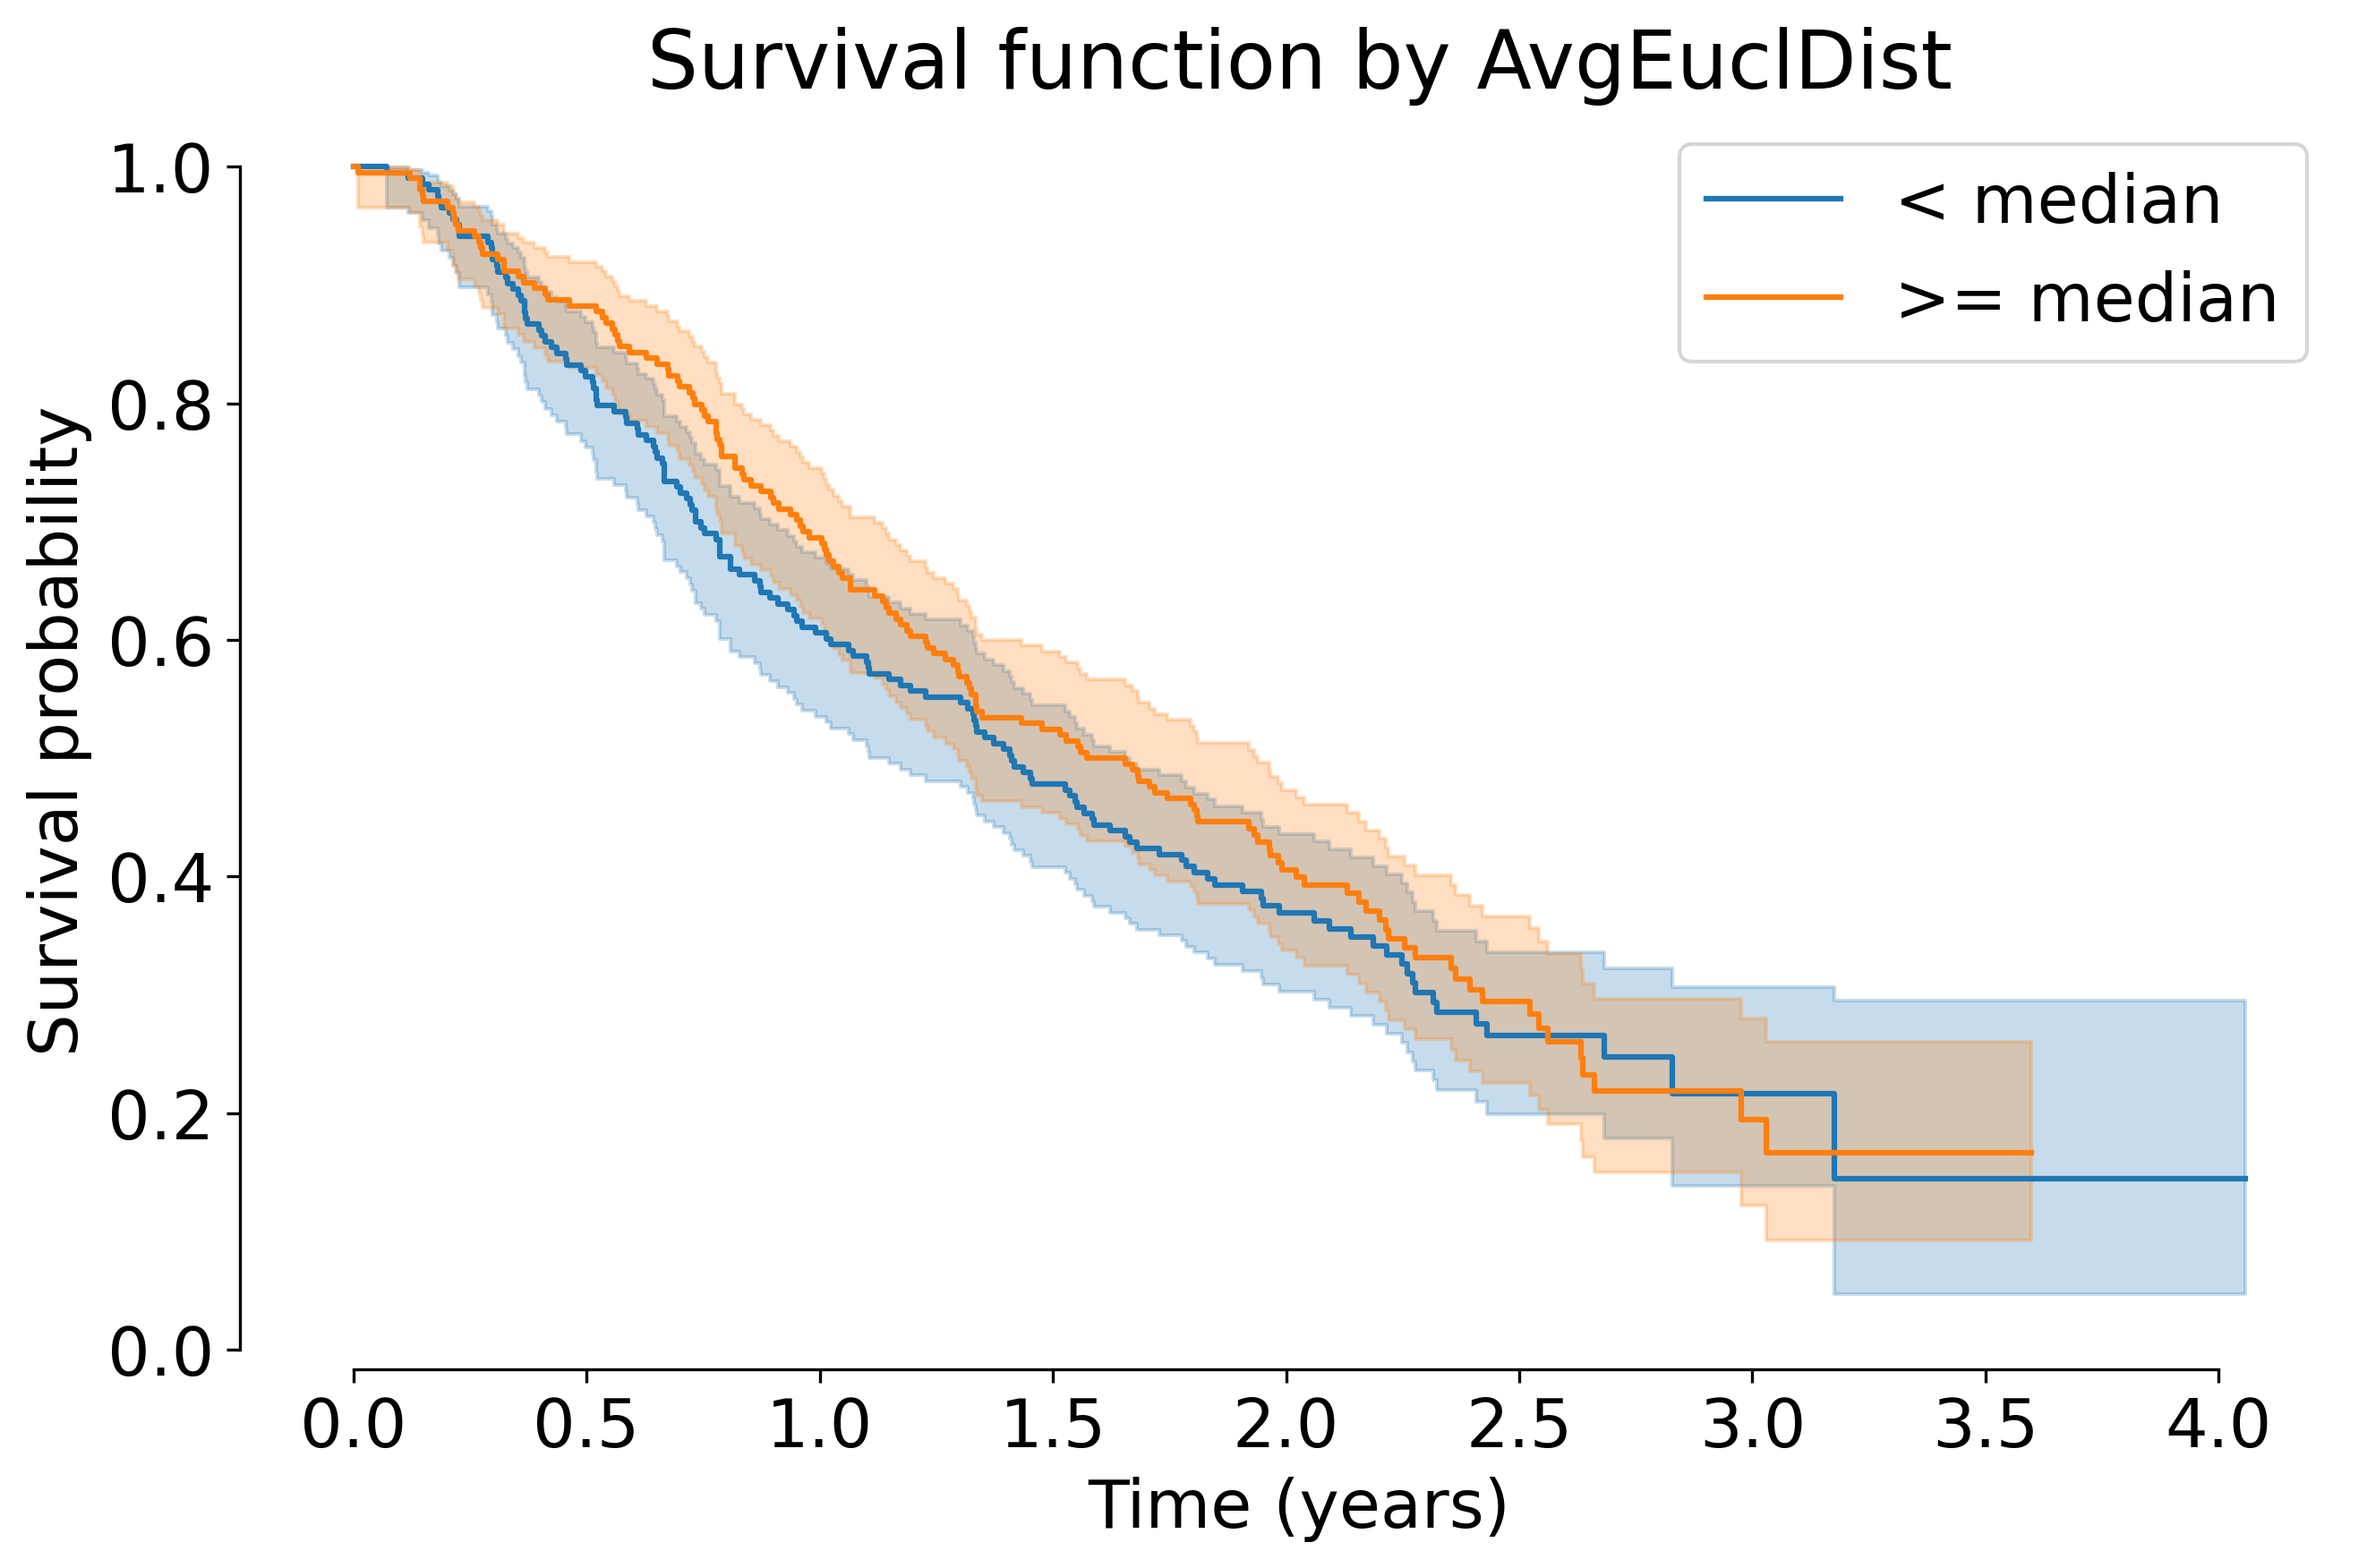 Survival function by AvgEuclDist
< median
>= median
Survival probability
1.0
0.8
0.6
0.4
0.2
0.0
0.0 0.5 1.0 1.5 2.0 2.5 3.0 3.5 4.0
Time (years)